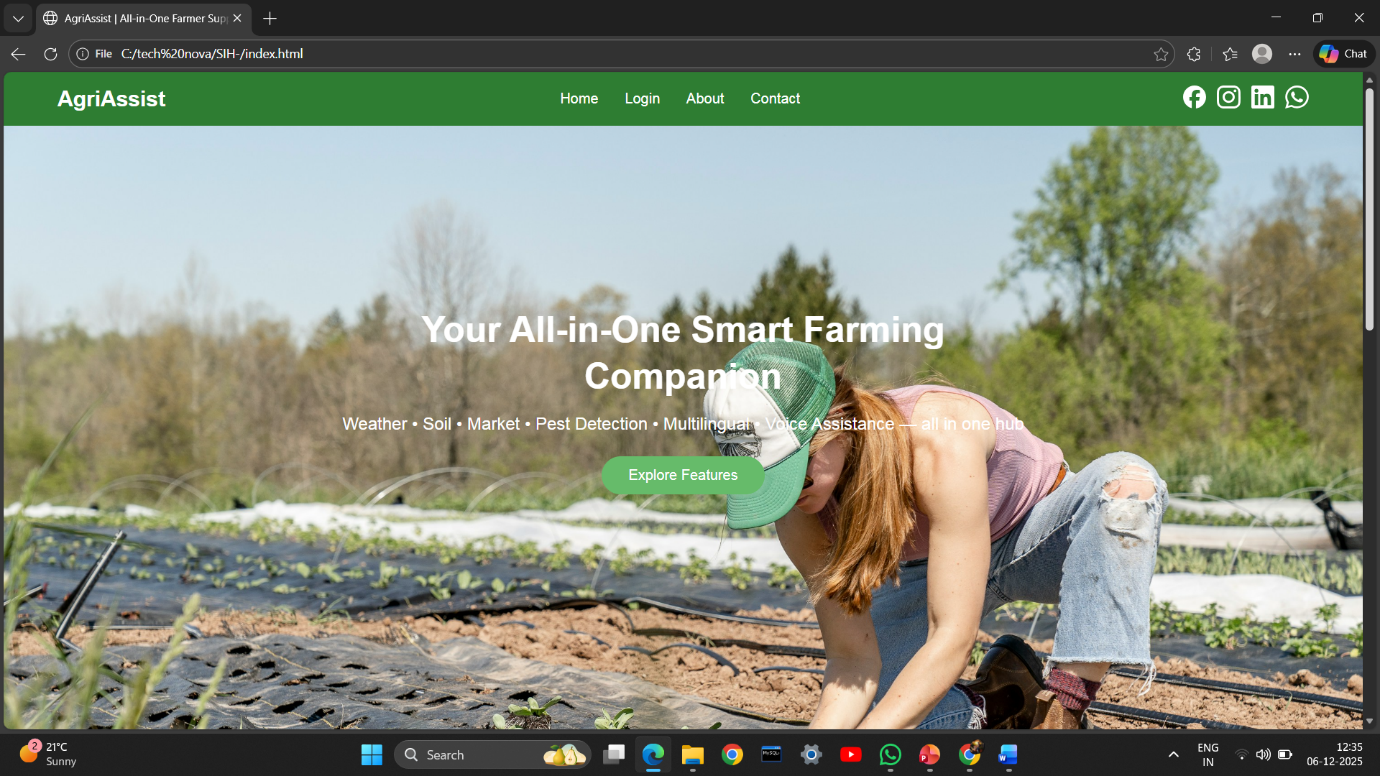 AgriAssist | All-in-One Farmer Sup
File C:/tech%20nova/SIH-/index.html
Chat
AgriAssist
Home Login About Contact
Your All-in-One Smart Farming
Companion
Weather • Soil • Market • Pest Detection • Multilingual • Voice Assistance — all in one hub
Explore Features
2
21°C
Sunny
Search
ENG
IN
12:35
06-12-2025